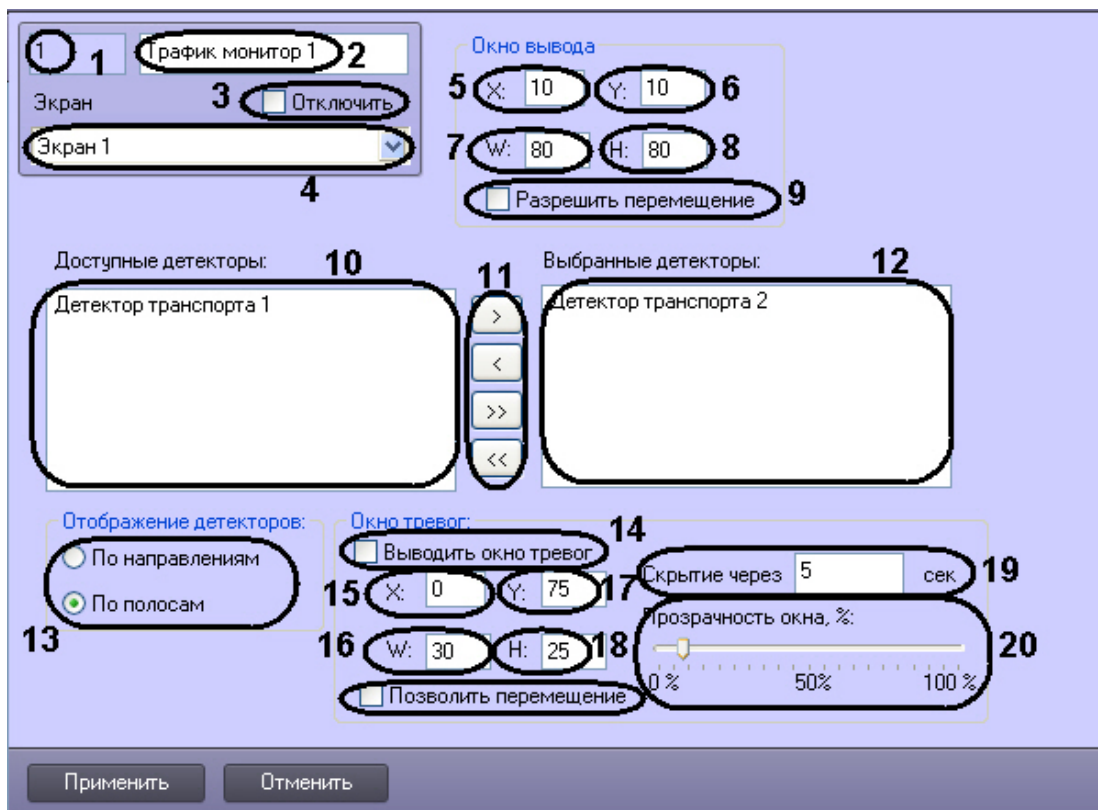 1 1 Трафик монитор 1 2
Экран 3 Отключить
Экран 1
4
Окно вывода
5 X: 10 Y: 10 6
7 W: 80 H: 80 8
Разрешить перемещение 9
Доступные детекторы: 10
Детектор транспорта 1
11
>
<
>>
<<
Выбранные детекторы: 12
Детектор транспорта 2
Отображение детекторов:
По направлениям
По полосам
13
Окно тревог: 14
Выводить окно тревог
15 X: 0 Y: 75 17
16 W: 30 H: 25 18
Позволить перемещение
Скрытие через 5 сек 19
Прозрачность окна, %:
20
0 % 50% 100 %
Применить Отменить